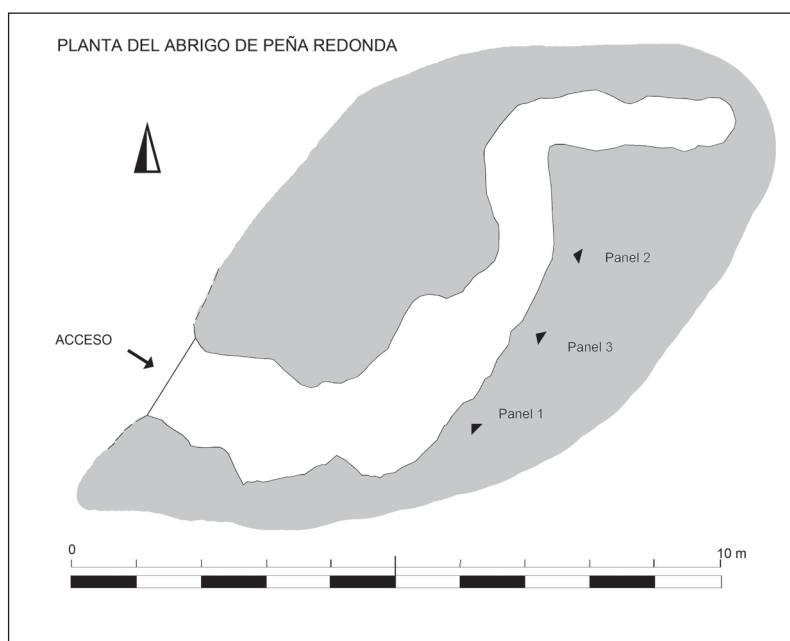 PLANTA DEL ABRIGO DE PEÑA REDONDA
Panel 2
ACCESO
Panel 3
Panel 1
0
10 m